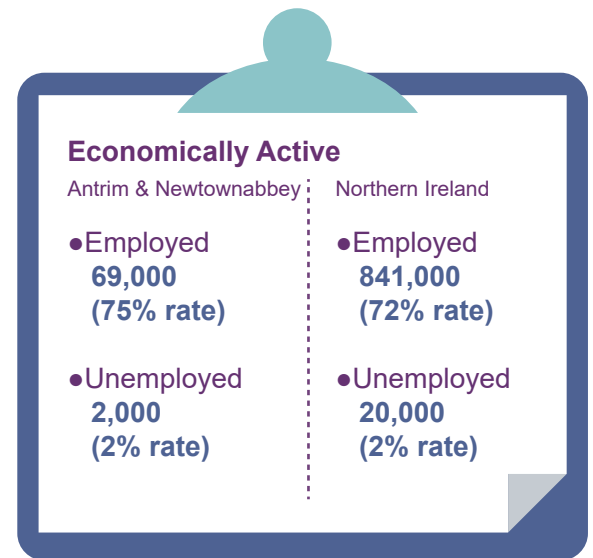 Economically Active
Antrim & Newtownabbey
●Employed
69,000
(75% rate)
●Unemployed
2,000
(2% rate)
Northern Ireland
●Employed
841,000
(72% rate)
●Unemployed
20,000
(2% rate)